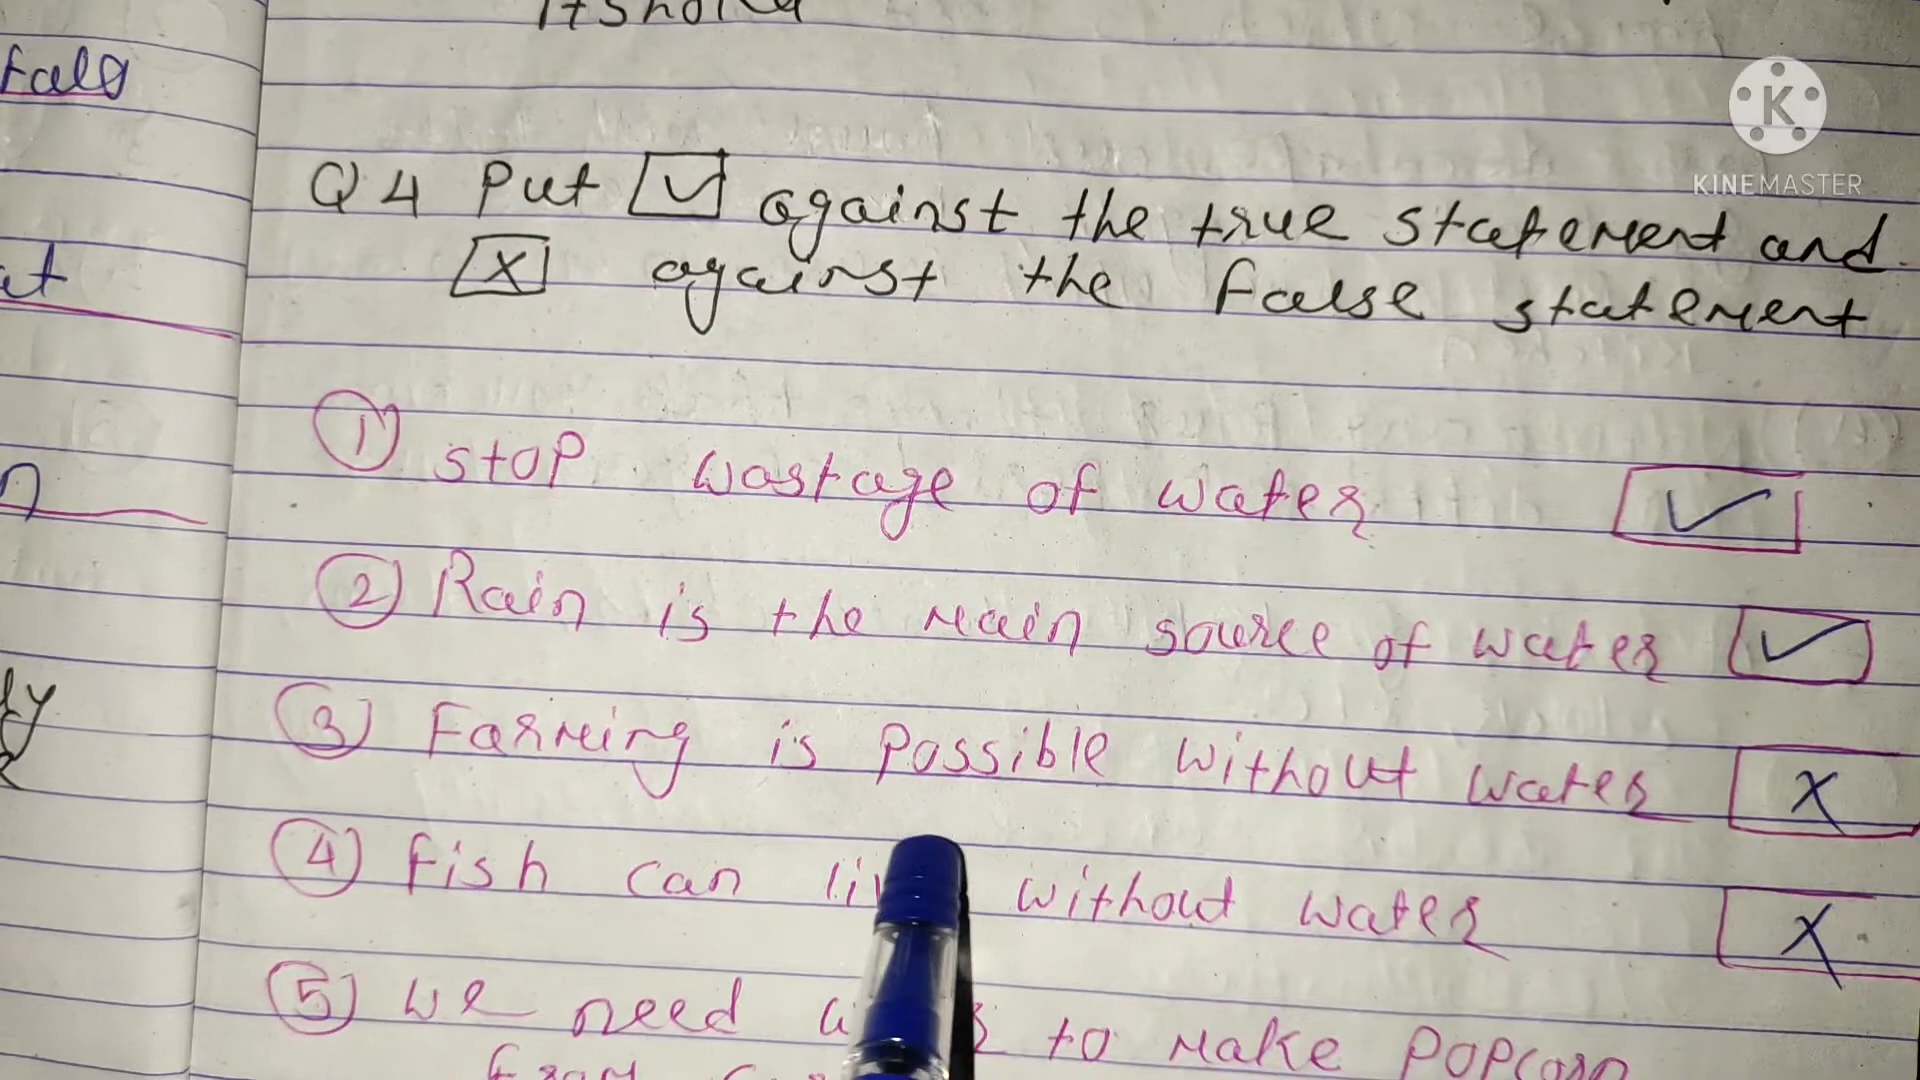 Q4 Put ✓ against the true statement and
X against the false statement
KINEMASTER
① stop wastage of water ✓
② Rain is the main source of water ✓
③ Farming is possible without water X
④ fish can without water X
⑤ we need to make popcorn